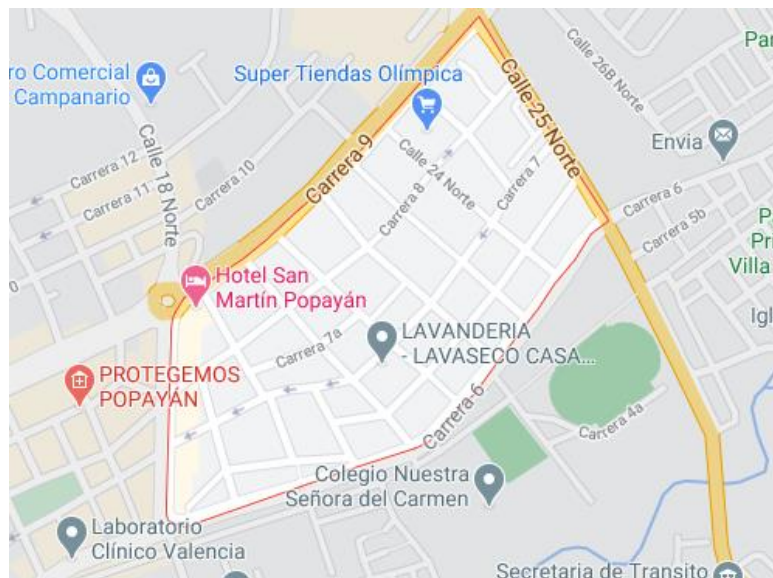 Par
ro Comercial
Campanario
Super Tiendas Olímpica
Calle 26B Norte
Calle 25 Norte
Envia
Carrera 12
Calle 18 Norte
Carrera 11
Carrera 10
Carrera 9
Calle 24 Norte
Carrera 8
Carrera 7
Carrera 6
Carrera 5b
P
Pr
Villa
Hotel San
Martín Popayán
0
Igl
Carrera 7a
LAVANDERIA
- LAVASECO CASA...
PROTEGEMOS
POPAYÁN
Carrera 6
Carrera 4a
Colegio Nuestra
Señora del Carmen
Laboratorio
Clínico Valencia
Secretaria de Transito